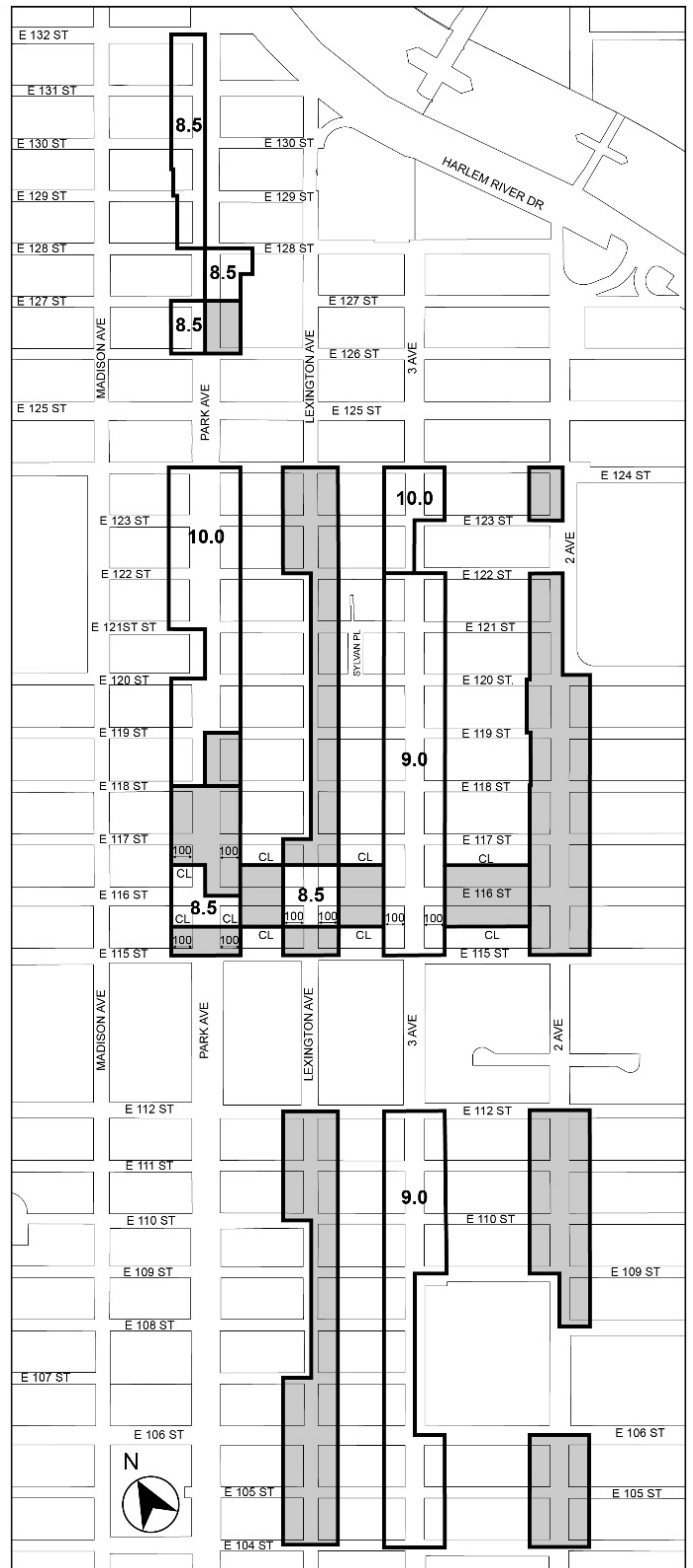 E 132 ST
E 131 ST
8.5
E 130 ST
E 130 ST
HARLEM RIVER DR
E 129 ST
E 129 ST
E 128 ST
E 128 ST
8.5
E 127 ST
E 127 ST
8.5
MADISON AVE
PARK AVE
LEXINGTON AVE
3 AVE
E 126 ST
E 125 ST
E 125 ST
E 124 ST
10.0
E 123 ST
E 123 ST
10.0
2 AVE
E 122 ST
E 122 ST
E 121ST ST
E 121 ST
SYLVAN PL
E 120 ST
E 120 ST.
E 119 ST
E 119 ST
9.0
E 118 ST
E 118 ST
E 117 ST
E 117 ST
100
100
CL
CL
CL
CL
E 116 ST
E 116 ST
8.5
8.5
CL
CL
100
100
100
100
100
100
CL
CL
CL
E 115 ST
E 115 ST
MADISON AVE
PARK AVE
LEXINGTON AVE
3 AVE
2 AVE
E 112 ST
E 112 ST
E 111 ST
9.0
E 110 ST
E 110 ST
E 109 ST
E 109 ST
E 108 ST
E 107 ST
E 106 ST
E 106 ST
N
E 105 ST
E 105 ST
E 104 ST